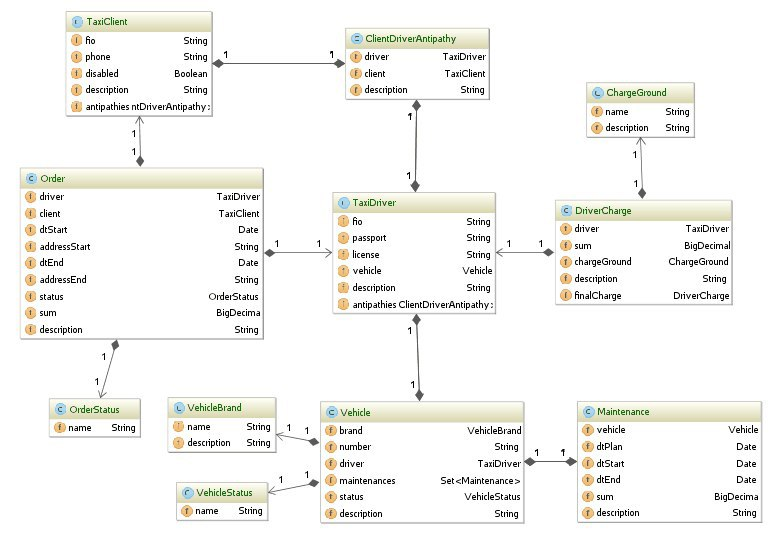 TaxiClient
fio String
phone String
disabled Boolean
description String
antipathies ntDriverAntipathy;
1 1
ClientDriverAntipathy
driver TaxiDriver
client TaxiClient
description String
ChargeGround
name String
description String
1
1
1
1
1
1
Order
driver TaxiDriver
client TaxiClient
dtStart Date
addressStart String
dtEnd Date
addressEnd String
status OrderStatus
sum BigDecima
description String
1 1
TaxiDriver
fio String
passport String
license String
vehicle Vehicle
description String
antipathies ClientDriverAntipathy;
1 1
DriverCharge
driver TaxiDriver
sum BigDecimal
chargeGround ChargeGround
description String
finalCharge DriverCharge
1
1
1
1
OrderStatus
name String
VehicleBrand
name String
description String
1 1
VehicleStatus
name String
1 1
Vehicle
brand VehicleBrand
number String
driver TaxiDriver
maintenances Set<Maintenance>
status VehicleStatus
description String
1 1
Maintenance
vehicle Vehicle
dtPlan Date
dtStart Date
dtEnd Date
sum BigDecima
description String